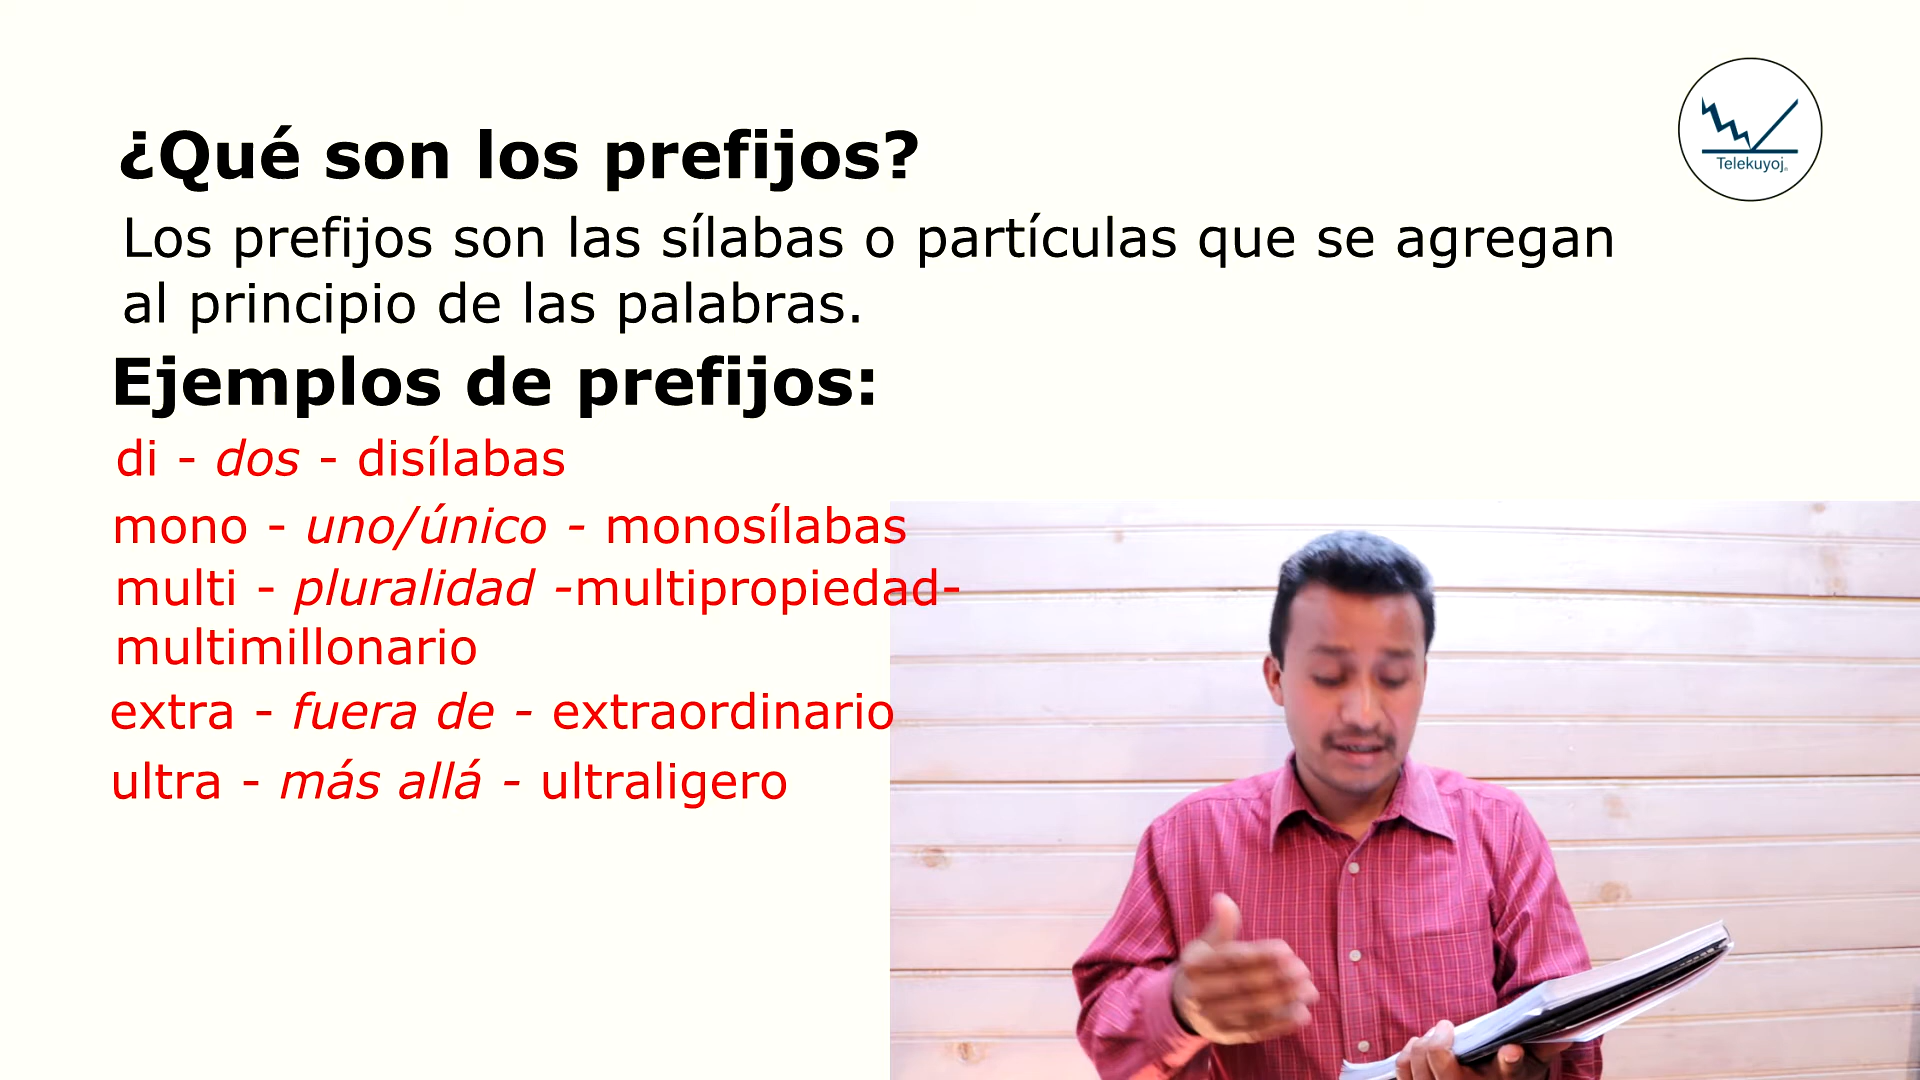 ¿Qué son los prefijos?
Los prefijos son las sílabas o partículas que se agregan
al principio de las palabras.
Ejemplos de prefijos:
di - dos - disílabas
mono - uno/único - monosílabas
multi - pluralidad -multipropiedad-
multimillonario
extra - fuera de - extraordinario
ultra - más allá - ultraligero
Telekuyoj